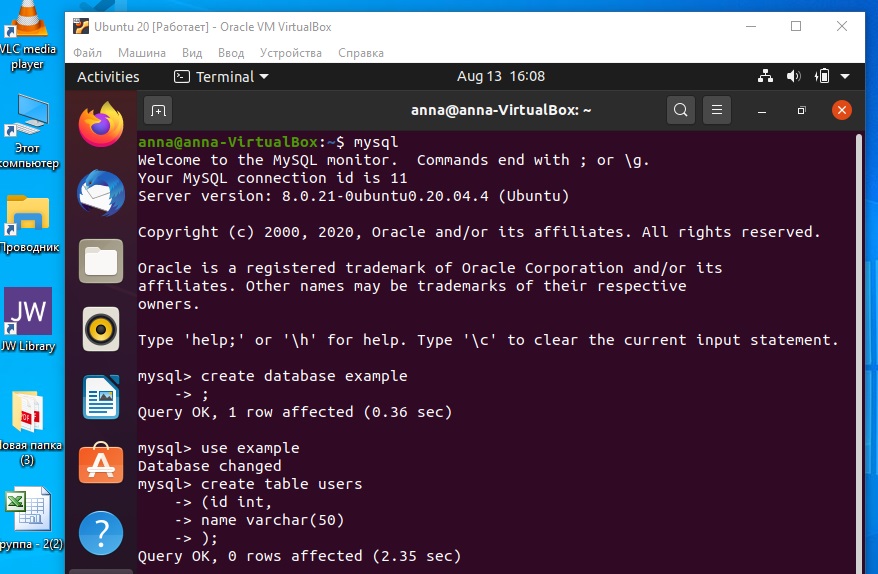 Ubuntu 20 [Работает] - Oracle VM VirtualBox
Файл Машина Вид Ввод Устройства Справка
Activities Terminal Aug 13 16:08
anna@anna-VirtualBox: ~
anna@anna-VirtualBox:~$ mysql
Welcome to the MySQL monitor.  Commands end with ; or \g.
Your MySQL connection id is 11
Server version: 8.0.21-0ubuntu0.20.04.4 (Ubuntu)
Copyright (c) 2000, 2020, Oracle and/or its affiliates. All rights reserved.
Oracle is a registered trademark of Oracle Corporation and/or its
affiliates. Other names may be trademarks of their respective
owners.
Type 'help;' or '\h' for help. Type '\c' to clear the current input statement.
mysql> create database example
    -> ;
Query OK, 1 row affected (0.36 sec)
mysql> use example
Database changed
mysql> create table users
    -> (id int,
    -> name varchar(50)
    -> );
Query OK, 0 rows affected (2.35 sec)
VLC media
player
Этот
компьютер
Проводник
JW
JW Library
Новая папка
(3)
руппа - 2(2)